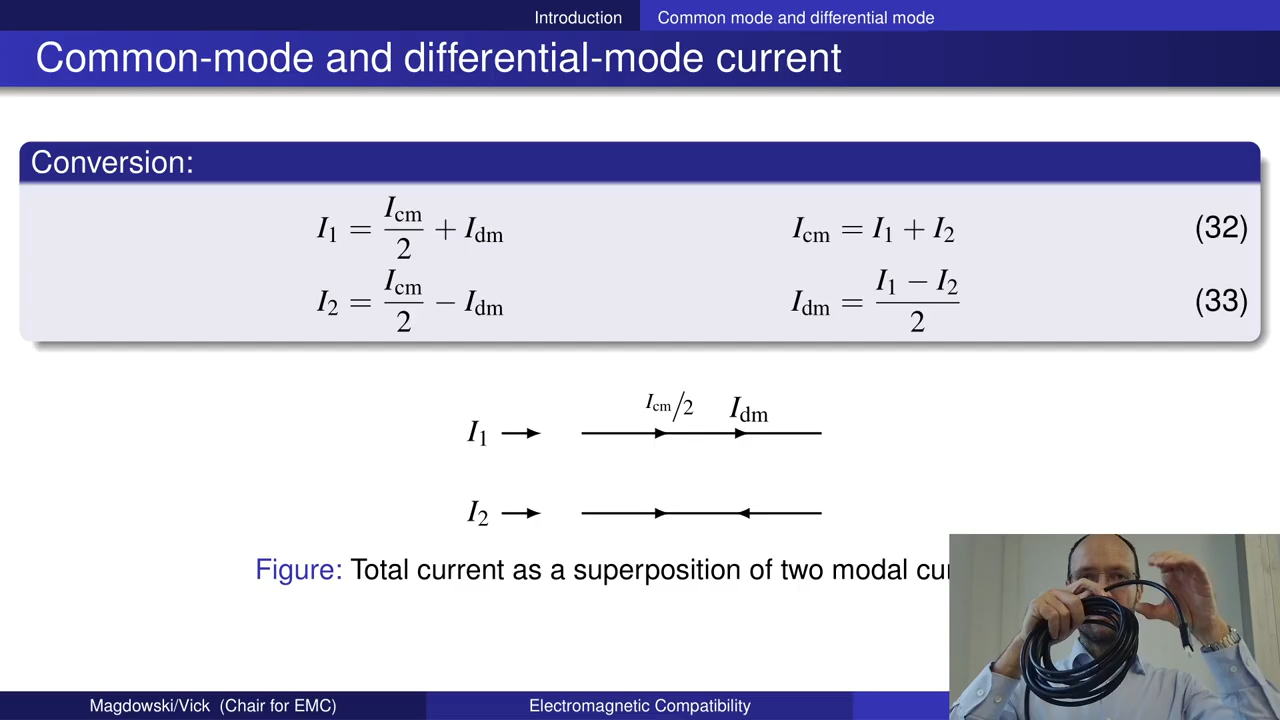 Introduction Common mode and differential mode
Common-mode and differential-mode current
Conversion:
I₁ = I_cm/2 + I_dm I_cm = I₁ + I₂ (32)
I₂ = I_cm/2 − I_dm I_dm = (I₁ − I₂)/2 (33)
I_cm/2 I_dm
I₁
I₂
Figure: Total current as a superposition of two modal
Magdowski/Vick (Chair for EMC) Electromagnetic Compatibility